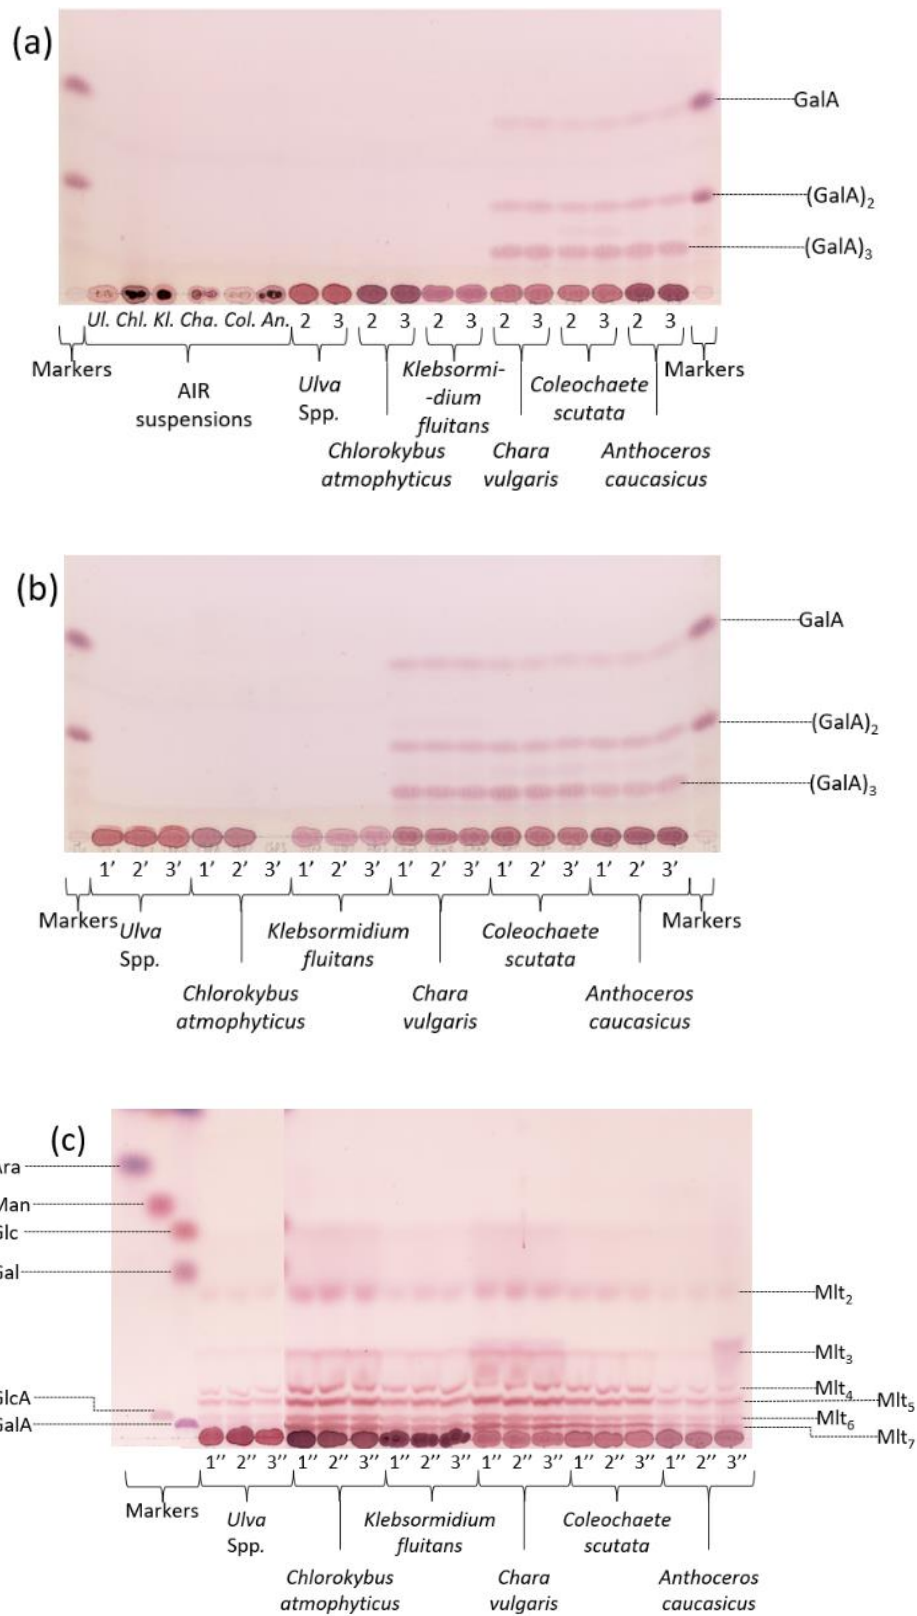 (a)
GalA
(GalA)2
(GalA)3
Ul. Chl. Kl. Cha. Col. An. 2 3 2 3 2 3 2 3 2 3 2 3
Markers
AIR
suspensions
Ulva
Spp.
Klebsormi-
-dium
fluitans
Coleochaete
scutata
Markers
Chlorokybus
atmophyticus
Chara
vulgaris
Anthoceros
caucasicus
(b)
GalA
(GalA)2
(GalA)3
1’ 2’ 3’ 1’ 2’ 3’ 1’ 2’ 3’ 1’ 2’ 3’ 1’ 2’ 3’ 1’ 2’ 3’
Markers
Ulva
Spp.
Klebsormidium
fluitans
Coleochaete
scutata
Markers
Chlorokybus
atmophyticus
Chara
vulgaris
Anthoceros
caucasicus
(c)
Ara
Man
Glc
Gal
GlcA
GalA
Mlt2
Mlt3
Mlt4
Mlt5
Mlt6
Mlt7
1’’ 2’’ 3’’ 1’’ 2’’ 3’’ 1’’ 2’’ 3’’ 1’’ 2’’ 3’’ 1’’ 2’’ 3’’ 1’’ 2’’ 3’’
Markers
Ulva
Spp.
Klebsormidium
fluitans
Coleochaete
scutata
Chlorokybus
atmophyticus
Chara
vulgaris
Anthoceros
caucasicus